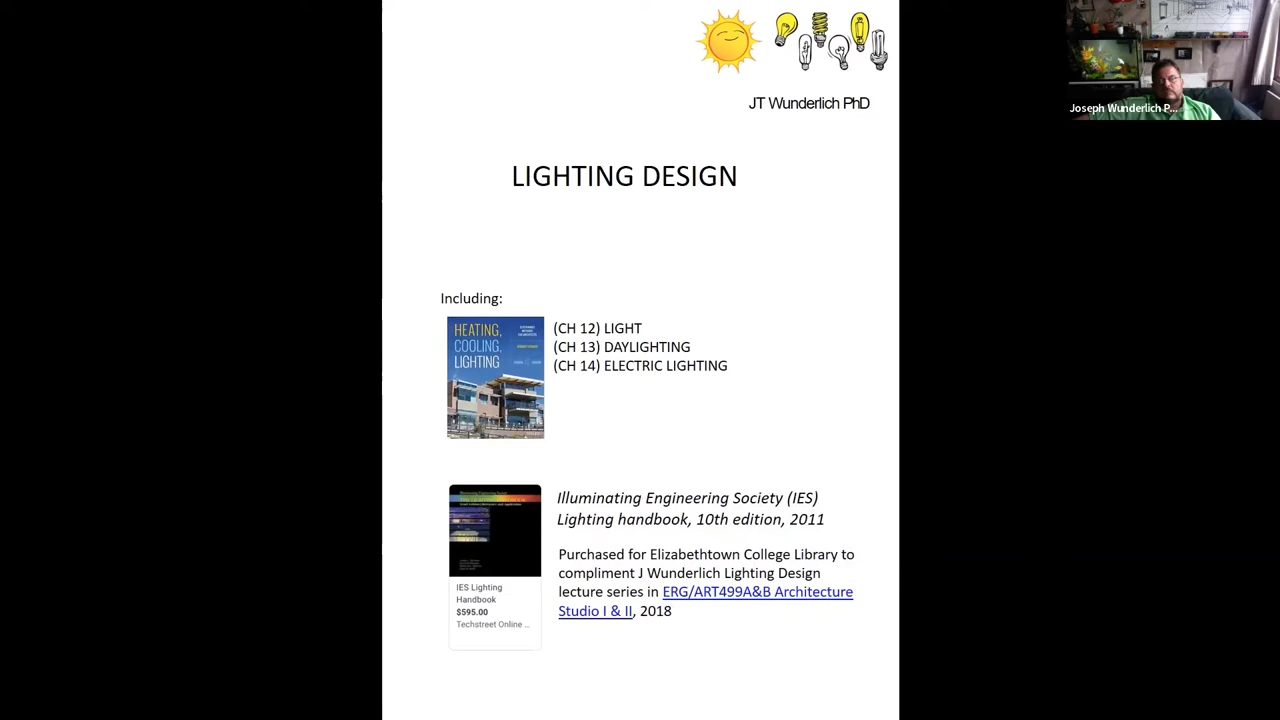 JT Wunderlich PhD
Joseph Wunderlich P...
LIGHTING DESIGN
Including:
HEATING,
COOLING,
LIGHTING
(CH 12) LIGHT
(CH 13) DAYLIGHTING
(CH 14) ELECTRIC LIGHTING
Illuminating Engineering Society (IES)
Lighting handbook, 10th edition, 2011
Purchased for Elizabethtown College Library to
compliment J Wunderlich Lighting Design
lecture series in ERG/ART499A&B Architecture
Studio I & II, 2018
IES Lighting
Handbook
$595.00
Techstreet Online ...